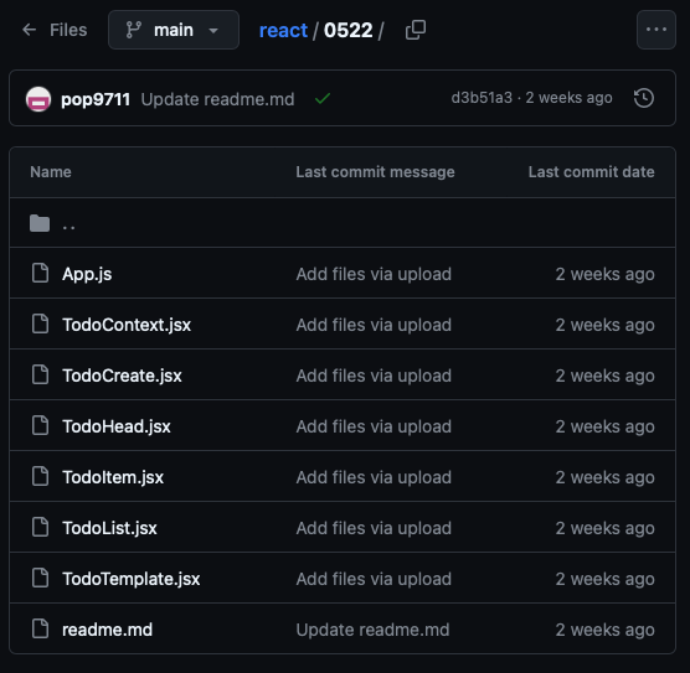 Files main react / 0522 /
pop9711 Update readme.md d3b51a3 · 2 weeks ago
Name Last commit message Last commit date
..
App.js Add files via upload 2 weeks ago
TodoContext.jsx Add files via upload 2 weeks ago
TodoCreate.jsx Add files via upload 2 weeks ago
TodoHead.jsx Add files via upload 2 weeks ago
TodoItem.jsx Add files via upload 2 weeks ago
TodoList.jsx Add files via upload 2 weeks ago
TodoTemplate.jsx Add files via upload 2 weeks ago
readme.md Update readme.md 2 weeks ago